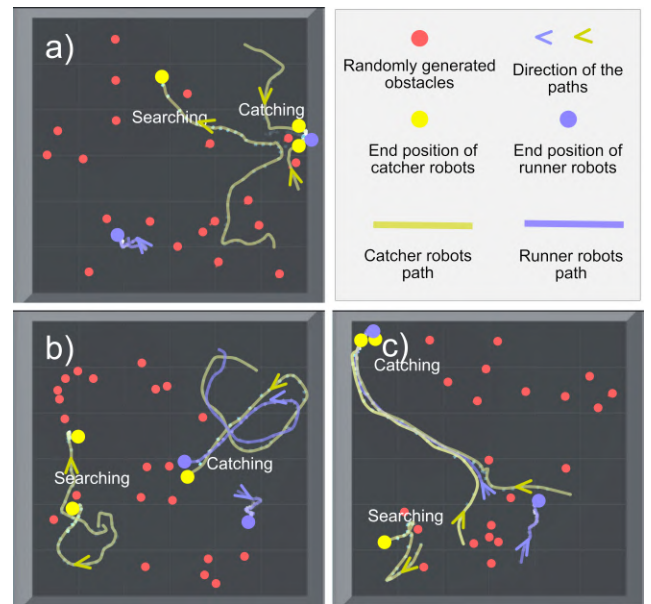 a)
Searching
Catching
Randomly generated
obstacles
Direction of the
paths
End position of
catcher robots
End position of
runner robots
Catcher robots
path
Runner robots
path
b)
Searching
Catching
c)
Catching
Searching